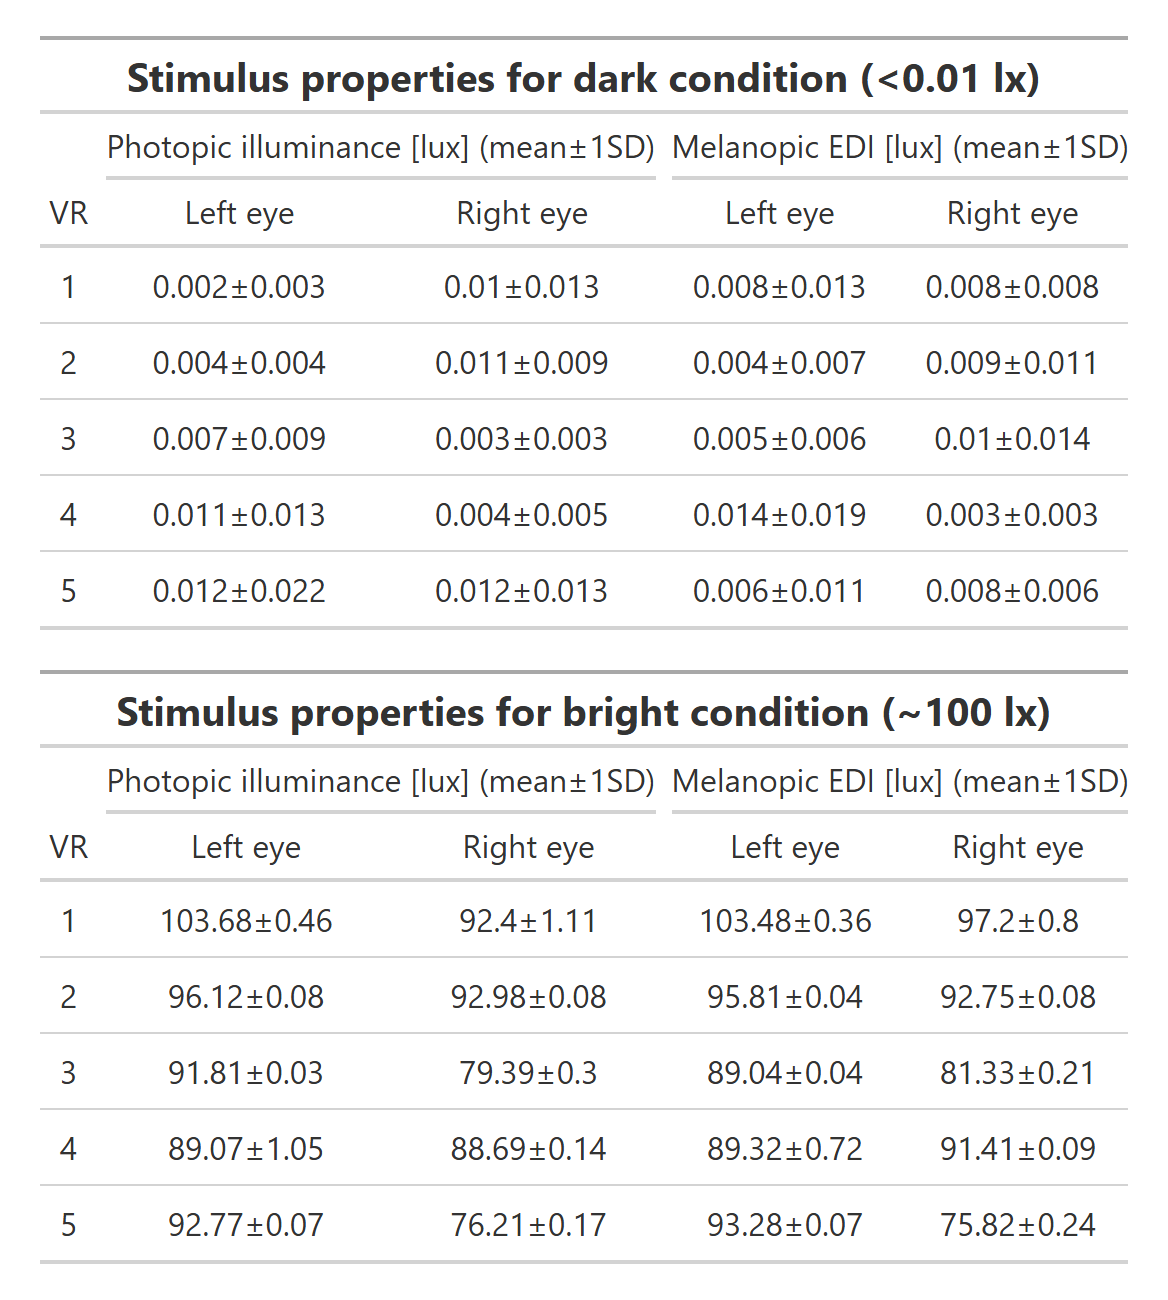 Stimulus properties for dark condition (<0.01 lx)
Photopic illuminance [lux] (mean±1SD) Melanopic EDI [lux] (mean±1SD)
VR Left eye Right eye Left eye Right eye
1 0.002±0.003 0.01±0.013 0.008±0.013 0.008±0.008
2 0.004±0.004 0.011±0.009 0.004±0.007 0.009±0.011
3 0.007±0.009 0.003±0.003 0.005±0.006 0.01±0.014
4 0.011±0.013 0.004±0.005 0.014±0.019 0.003±0.003
5 0.012±0.022 0.012±0.013 0.006±0.011 0.008±0.006
Stimulus properties for bright condition (~100 lx)
Photopic illuminance [lux] (mean±1SD) Melanopic EDI [lux] (mean±1SD)
VR Left eye Right eye Left eye Right eye
1 103.68±0.46 92.4±1.11 103.48±0.36 97.2±0.8
2 96.12±0.08 92.98±0.08 95.81±0.04 92.75±0.08
3 91.81±0.03 79.39±0.3 89.04±0.04 81.33±0.21
4 89.07±1.05 88.69±0.14 89.32±0.72 91.41±0.09
5 92.77±0.07 76.21±0.17 93.28±0.07 75.82±0.24